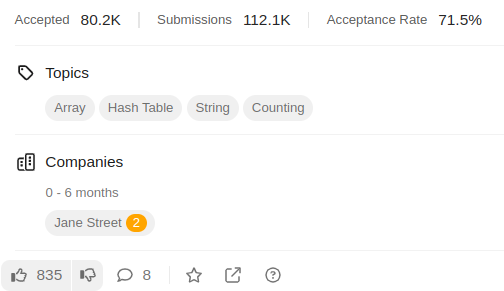 Accepted 80.2K Submissions 112.1K Acceptance Rate 71.5%
Topics
Array Hash Table String Counting
Companies
0 - 6 months
Jane Street 2
835 8